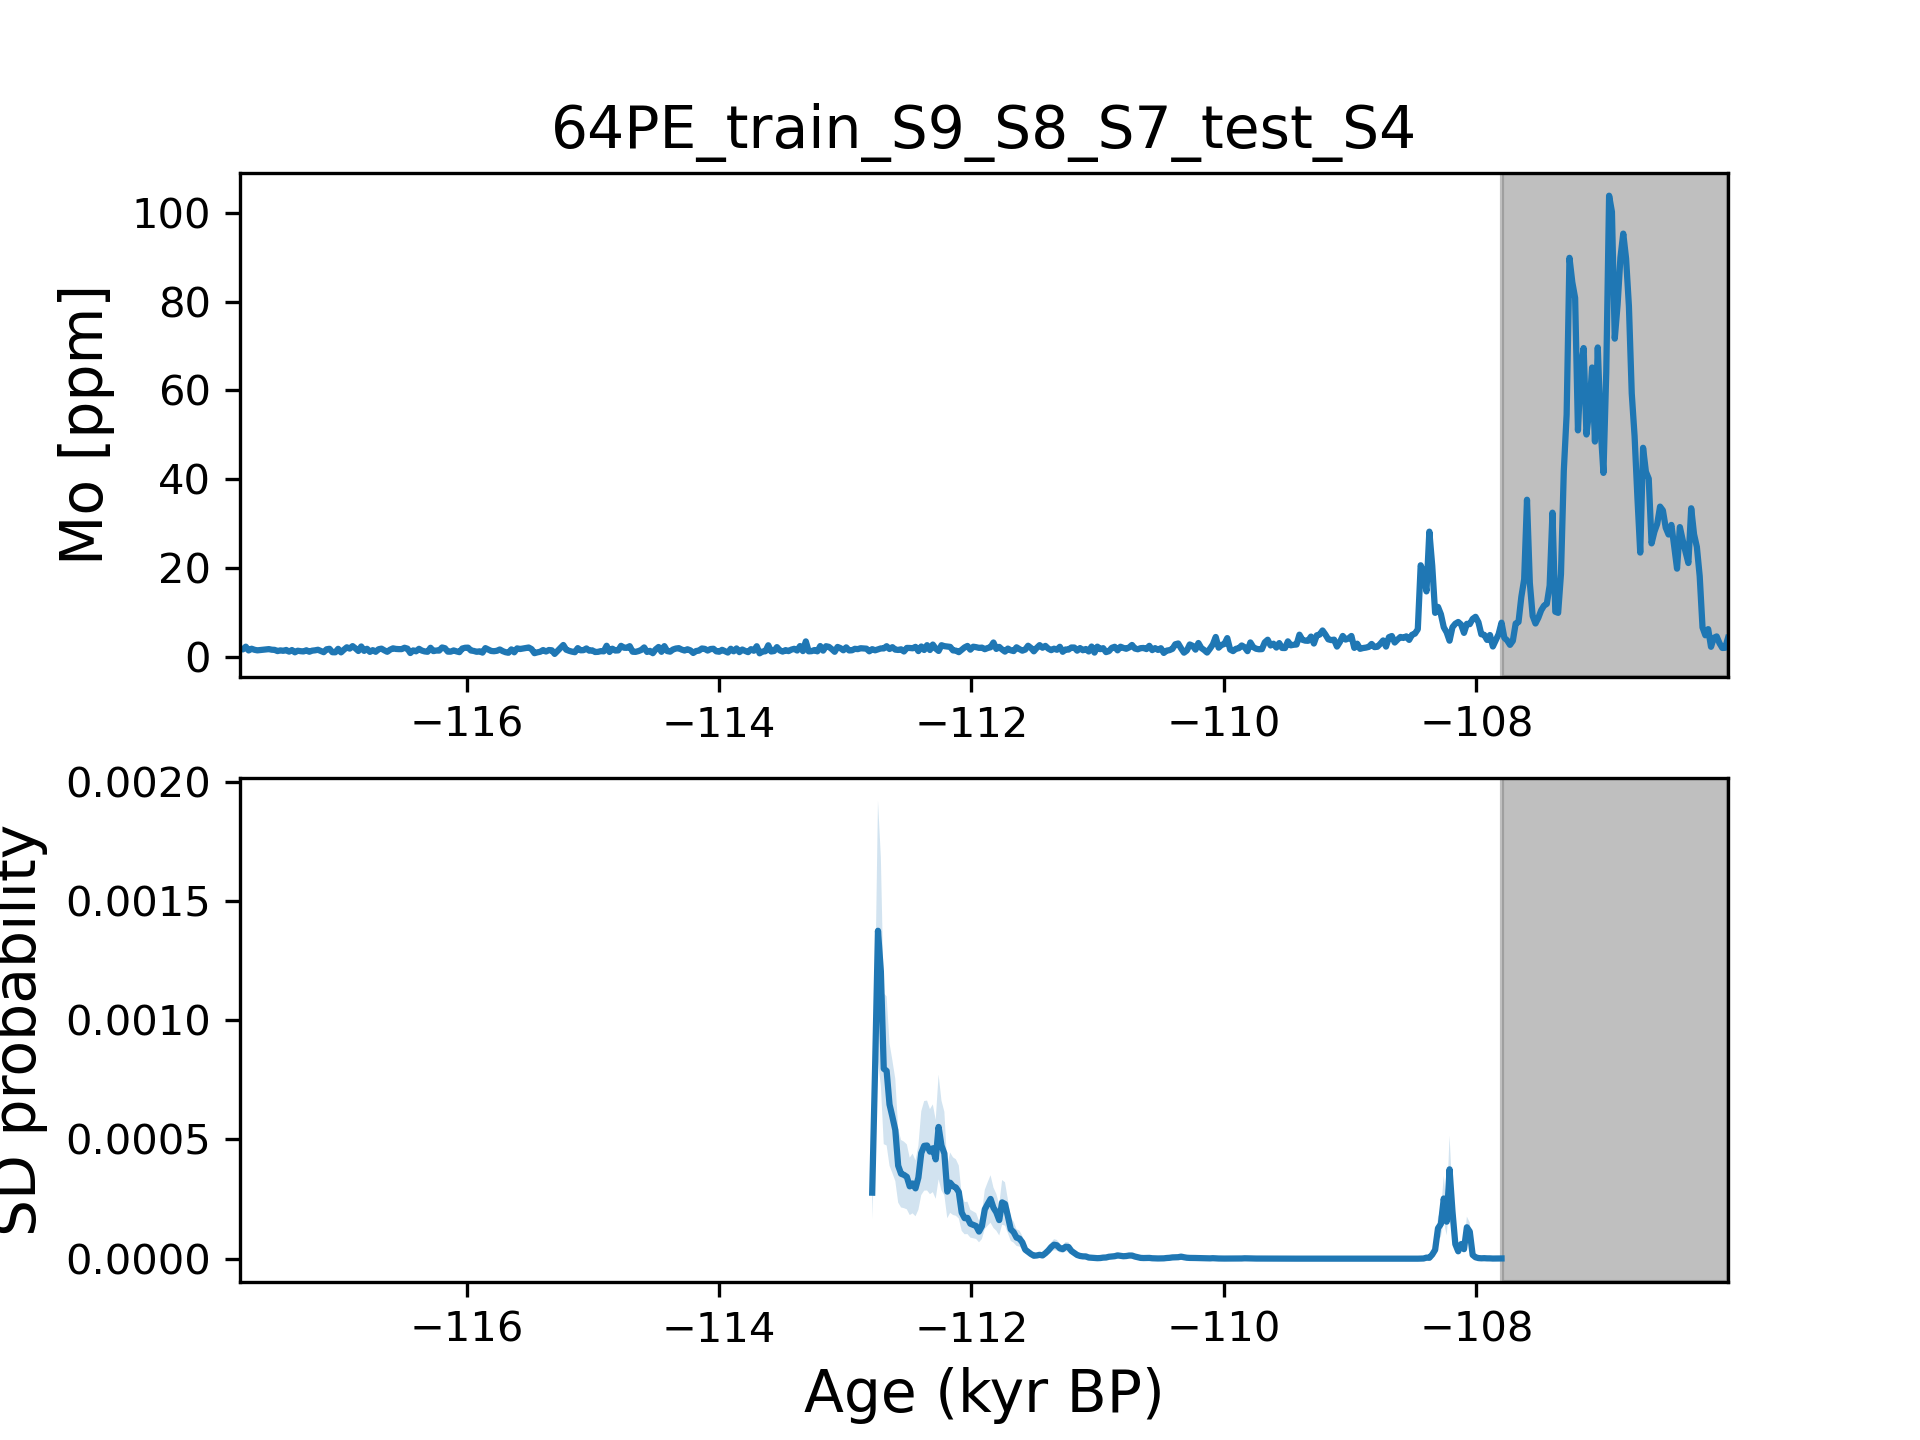 64PE_train_S9_S8_S7_test_S4
Mo [ppm]
100
80
60
40
20
0
−116 −114 −112 −110 −108
SD probability
0.0020
0.0015
0.0010
0.0005
0.0000
−116 −114 −112 −110 −108
Age (kyr BP)